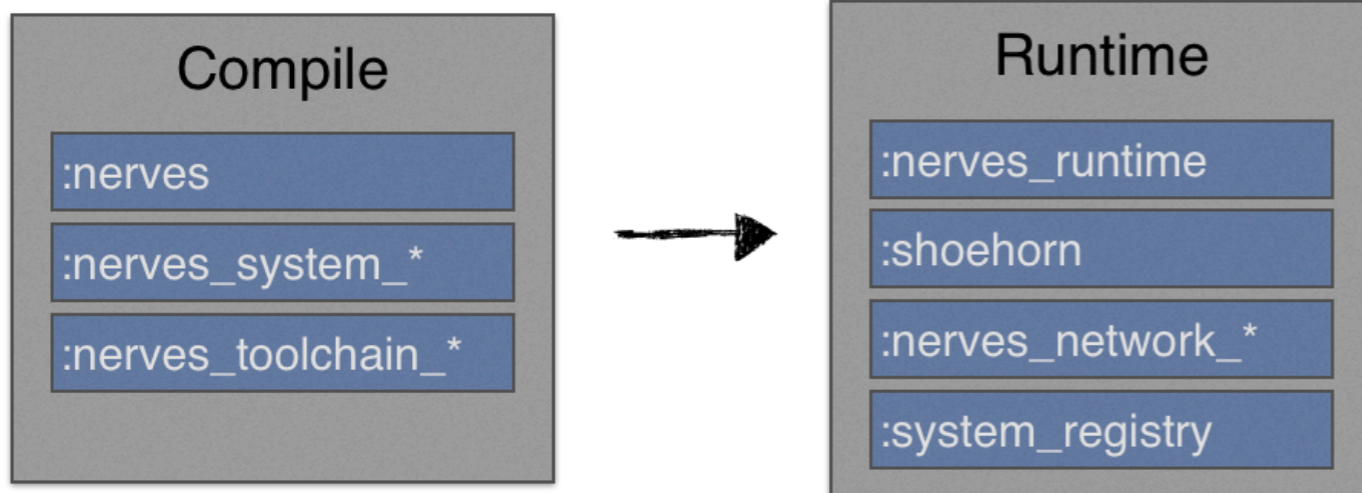 Compile
:nerves
:nerves_system_*
:nerves_toolchain_*
Runtime
:nerves_runtime
:shoehorn
:nerves_network_*
:system_registry